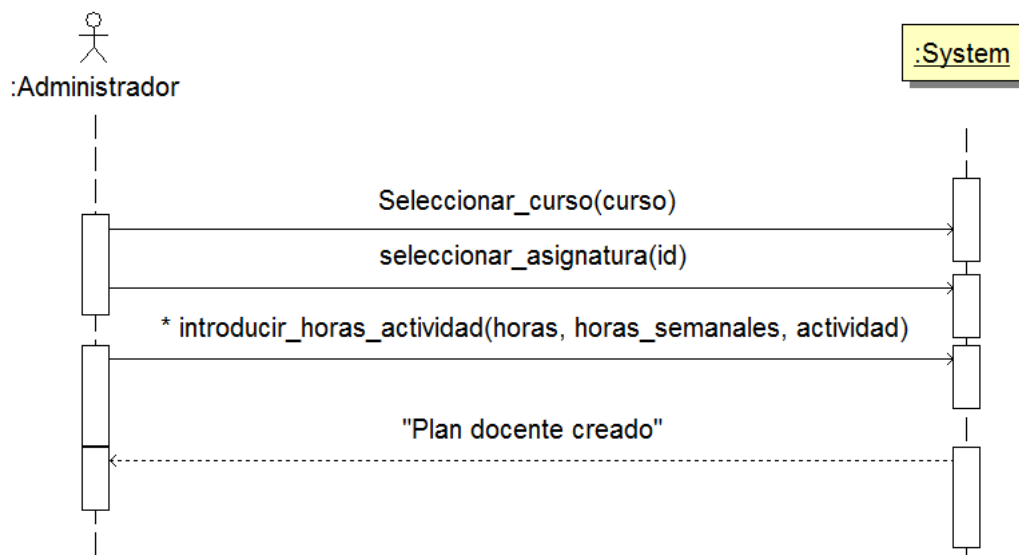 :Administrador
:System
Seleccionar_curso(curso)
seleccionar_asignatura(id)
* introducir_horas_actividad(horas, horas_semanales, actividad)
"Plan docente creado"